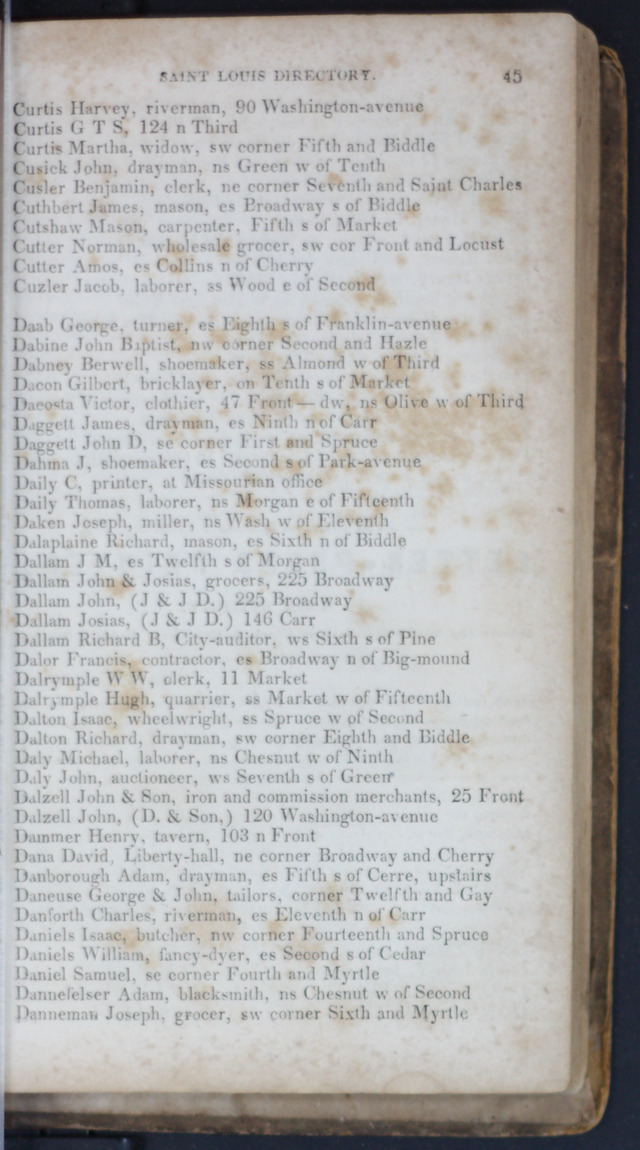 SAINT LOUIS DIRECTORY. 45
Curtis Harvey, riverman, 90 Washington-avenue
Curtis G T S, 124 n Third
Curtis Martha, widow, sw corner Fifth and Biddle
Cusick John, drayman, ns Green w of Tenth
Cusler Benjamin, clerk, ne corner Seventh and Saint Charles
Cuthbert James, mason, es Broadway s of Biddle
Cutshaw Mason, carpenter, Fifth s of Market
Cutter Norman, wholesale grocer, sw cor Front and Locust
Cutter Amos, es Collins n of Cherry
Cuzler Jacob, laborer, ss Wood e of Second
Daab George, turner, es Eighth s of Franklin-avenue
Dabine John Baptist, nw corner Second and Hazle
Dabney Berwell, shoemaker, ss Almond w of Third
Dacon Gilbert, bricklayer, on Tenth s of Market
Dacosta Victor, clothier, 47 Front — dw, ns Olive w of Third
Daggett James, drayman, es Ninth n of Carr
Daggett John D, se corner First and Spruce
Dahma J, shoemaker, es Second s of Park-avenue
Daily C, printer, at Missourian office
Daily Thomas, laborer, ns Morgan e of Fifteenth
Daken Joseph, miller, ns Wash w of Eleventh
Dalaplaine Richard, mason, es Sixth n of Biddle
Dallam J M, es Twelfth s of Morgan
Dallam John & Josias, grocers, 225 Broadway
Dallam John, (J & J D.) 225 Broadway
Dallam Josias, (J & J D.) 146 Carr
Dallam Richard B, City-auditor, ws Sixth s of Pine
Dalor Francis, contractor, es Broadway n of Big-mound
Dalrymple W W, clerk, 11 Market
Dalrymple Hugh, quarrier, ss Market w of Fifteenth
Dalton Isaac, wheelwright, ss Spruce w of Second
Dalton Richard, drayman, sw corner Eighth and Biddle
Daly Michael, laborer, ns Chesnut w of Ninth
Daly John, auctioneer, ws Seventh s of Green
Dalzell John & Son, iron and commission merchants, 25 Front
Dalzell John, (D. & Son,) 120 Washington-avenue
Dammer Henry, tavern, 103 n Front
Dana David, Liberty-hall, ne corner Broadway and Cherry
Danborough Adam, drayman, es Fifth s of Cerre, upstairs
Daneuse George & John, tailors, corner Twelfth and Gay
Danforth Charles, riverman, es Eleventh n of Carr
Daniels Isaac, butcher, nw corner Fourteenth and Spruce
Daniels William, fancy-dyer, es Second s of Cedar
Daniel Samuel, se corner Fourth and Myrtle
Dannefelser Adam, blacksmith, ns Chesnut w of Second
Danneman Joseph, grocer, sw corner Sixth and Myrtle